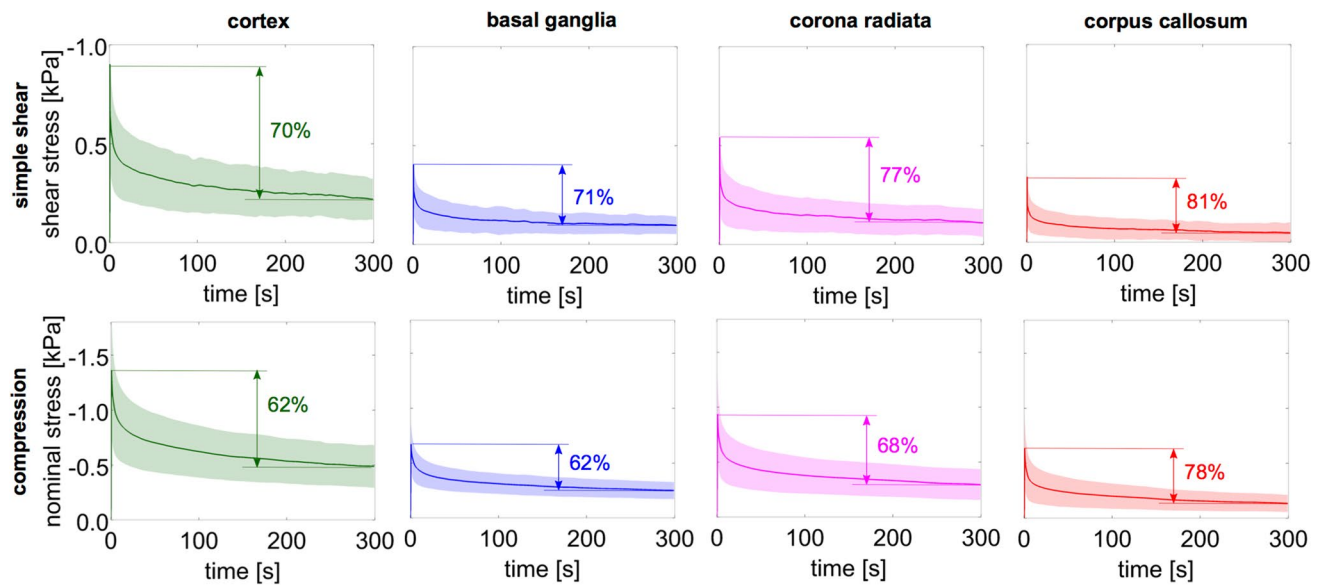 cortex
basal ganglia
corona radiata
corpus callosum
simple shear
shear stress [kPa]
-1.0
0.5
0.0
70%
71%
77%
81%
0 100 200 300
0 100 200 300
0 100 200 300
0 100 200 300
time [s]
time [s]
time [s]
time [s]
compression
nominal stress [kPa]
-1.5
-1.0
-0.5
0.0
62%
62%
68%
78%
0 100 200 300
0 100 200 300
0 100 200 300
0 100 200 300
time [s]
time [s]
time [s]
time [s]